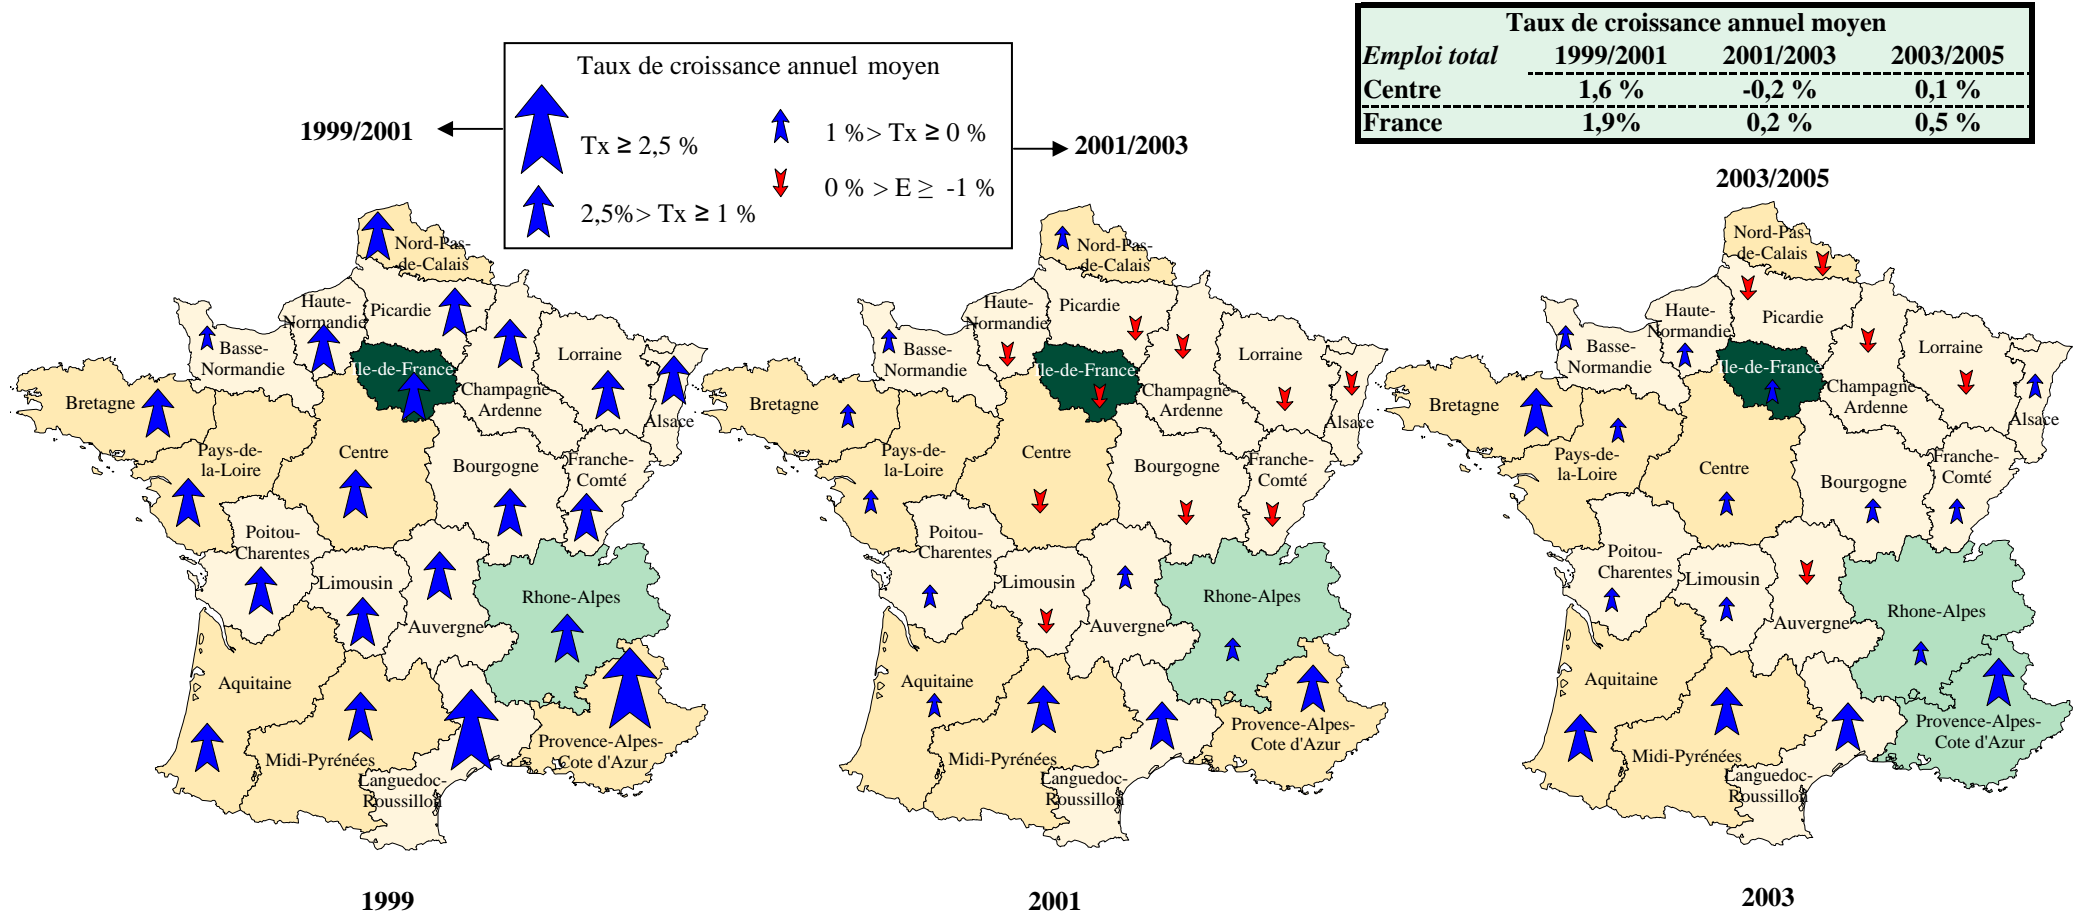 Taux de croissance annuel moyen
Emploi total 1999/2001 2001/2003 2003/2005
Centre 1,6 % -0,2 % 0,1 %
France 1,9% 0,2 % 0,5 %
Taux de croissance annuel moyen
Tx ≥ 2,5 %
2,5%> Tx ≥ 1 %
1 %> Tx ≥ 0 %
0 % > E ≥ -1 %
1999/2001
2001/2003
2003/2005
Nord-Pas-
de-Calais
Haute-
Normandie
Picardie
Basse-
Normandie
Ile-de-France
Champagne
Ardenne
Lorraine
Alsace
Bretagne
Pays-de-
la-Loire
Centre
Bourgogne
Franche-
Comté
Poitou-
Charentes
Limousin
Auvergne
Rhone-Alpes
Aquitaine
Midi-Pyrénées
Languedoc-
Roussillon
Provence-Alpes-
Cote d'Azur
1999
Nord-Pas-
de-Calais
Haute-
Normandie
Picardie
Basse-
Normandie
Ile-de-France
Champagne
Ardenne
Lorraine
Alsace
Bretagne
Pays-de-
la-Loire
Centre
Bourgogne
Franche-
Comté
Poitou-
Charentes
Limousin
Auvergne
Rhone-Alpes
Aquitaine
Midi-Pyrénées
Languedoc-
Roussillon
Provence-Alpes-
Cote d'Azur
2001
Nord-Pas-
de-Calais
Haute-
Normandie
Picardie
Basse-
Normandie
Ile-de-France
Champagne
Ardenne
Lorraine
Alsace
Bretagne
Pays-de-
la-Loire
Centre
Bourgogne
Franche-
Comté
Poitou-
Charentes
Limousin
Auvergne
Rhone-Alpes
Aquitaine
Midi-Pyrénées
Languedoc-
Roussillon
Provence-Alpes-
Cote d'Azur
2003